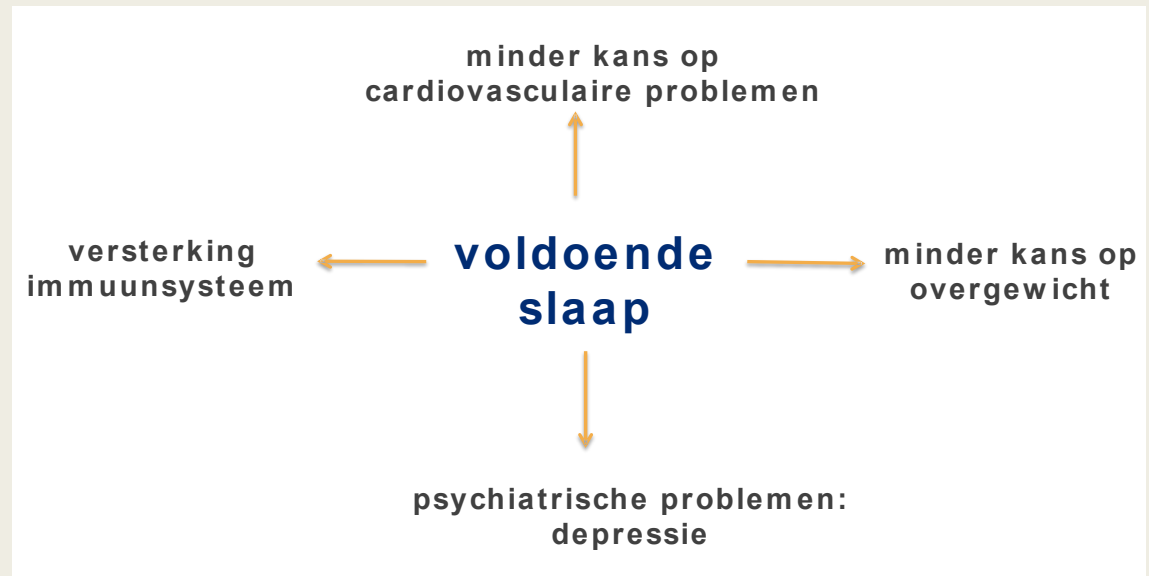 minder kans op
cardiovasculaire problemen
versterking
immuunsysteem
voldoende
slaap
minder kans op
overgewicht
psychiatrische problemen:
depressie